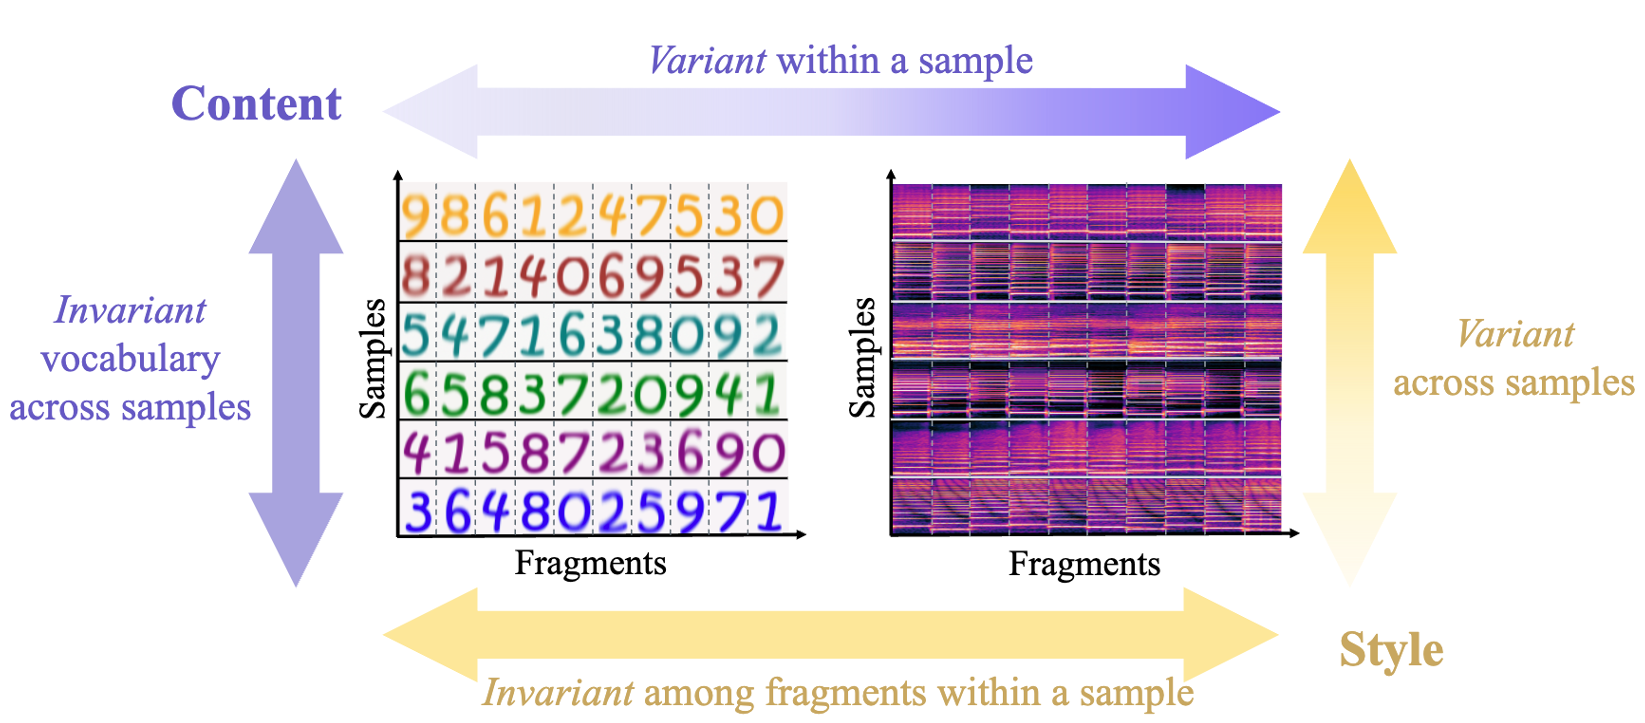 Variant within a sample
Content
Invariant
vocabulary
across samples
Samples
9 8 6 1 2 4 7 5 3 0
8 2 1 4 0 6 9 5 3 7
5 4 7 1 6 3 8 0 9 2
6 5 8 3 7 2 0 9 4 1
4 1 5 8 7 2 3 6 9 0
3 6 4 8 0 2 5 9 7 1
Fragments
Samples
Fragments
Variant
across samples
Style
Invariant among fragments within a sample